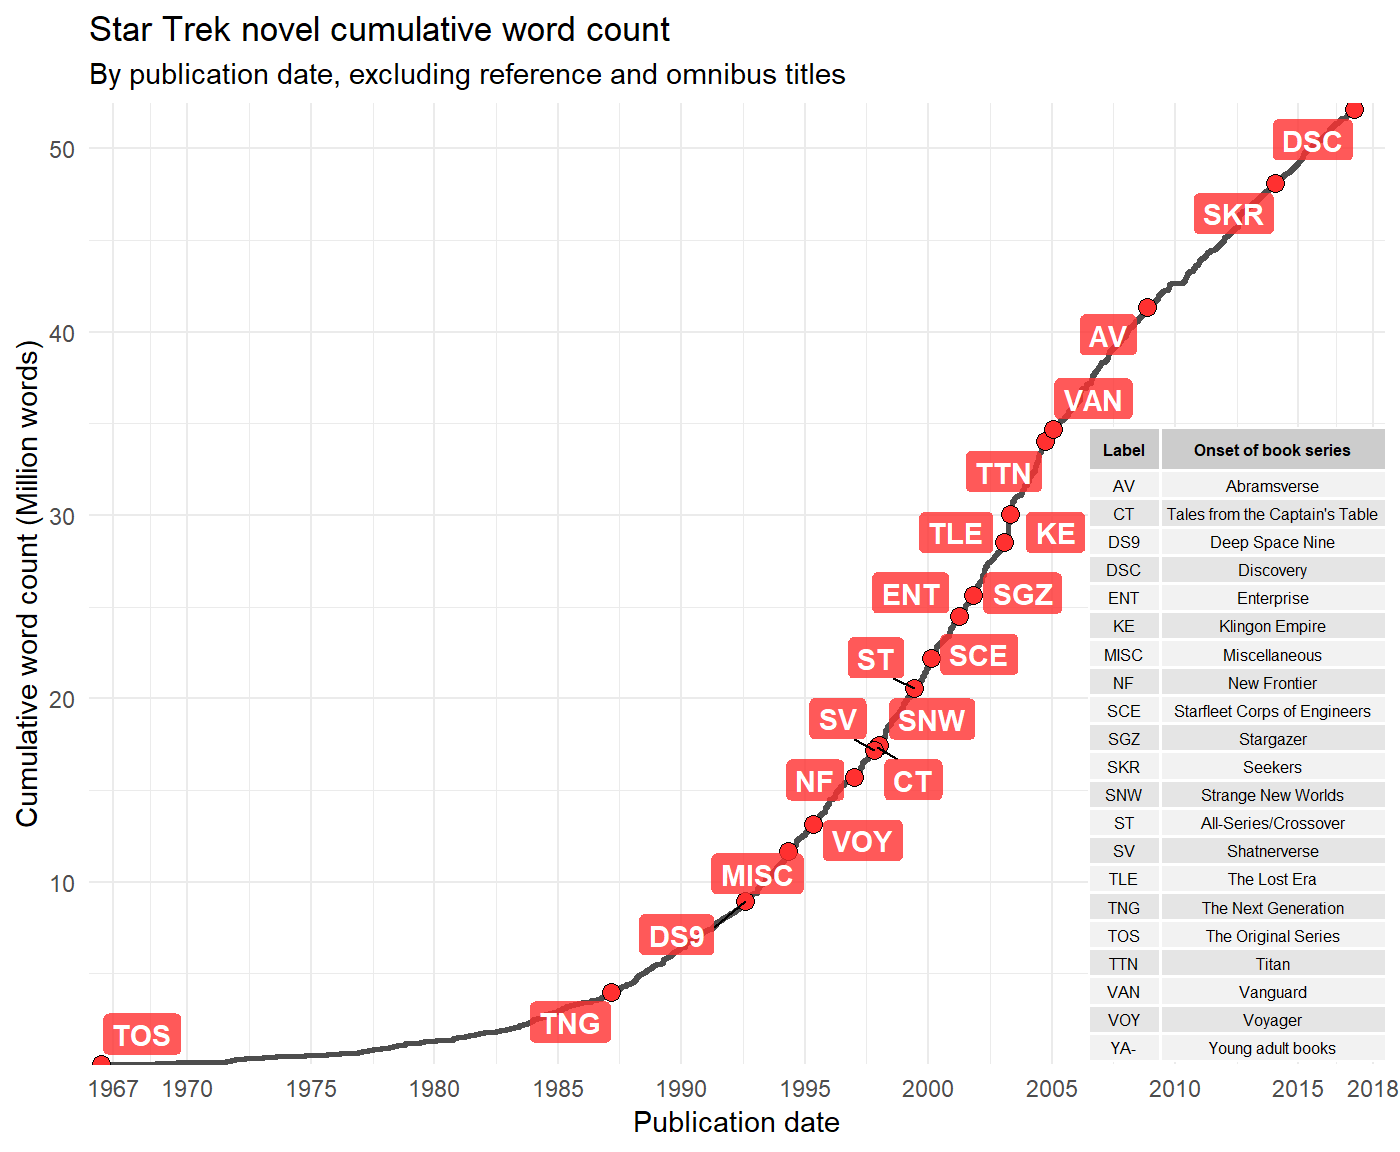 Star Trek novel cumulative word count
By publication date, excluding reference and omnibus titles
Cumulative word count (Million words)
50
40
30
20
10
DSC
SKR
AV
VAN
TTN
TLE
KE
ENT
SGZ
ST
SCE
SV
SNW
NF
CT
VOY
MISC
DS9
TNG
TOS
Label Onset of book series
AV Abramsverse
CT Tales from the Captain's Table
DS9 Deep Space Nine
DSC Discovery
ENT Enterprise
KE Klingon Empire
MISC Miscellaneous
NF New Frontier
SCE Starfleet Corps of Engineers
SGZ Stargazer
SKR Seekers
SNW Strange New Worlds
ST All-Series/Crossover
SV Shatnerverse
TLE The Lost Era
TNG The Next Generation
TOS The Original Series
TTN Titan
VAN Vanguard
VOY Voyager
YA- Young adult books
1967 1970 1975 1980 1985 1990 1995 2000 2005 2010 2015 2018
Publication date